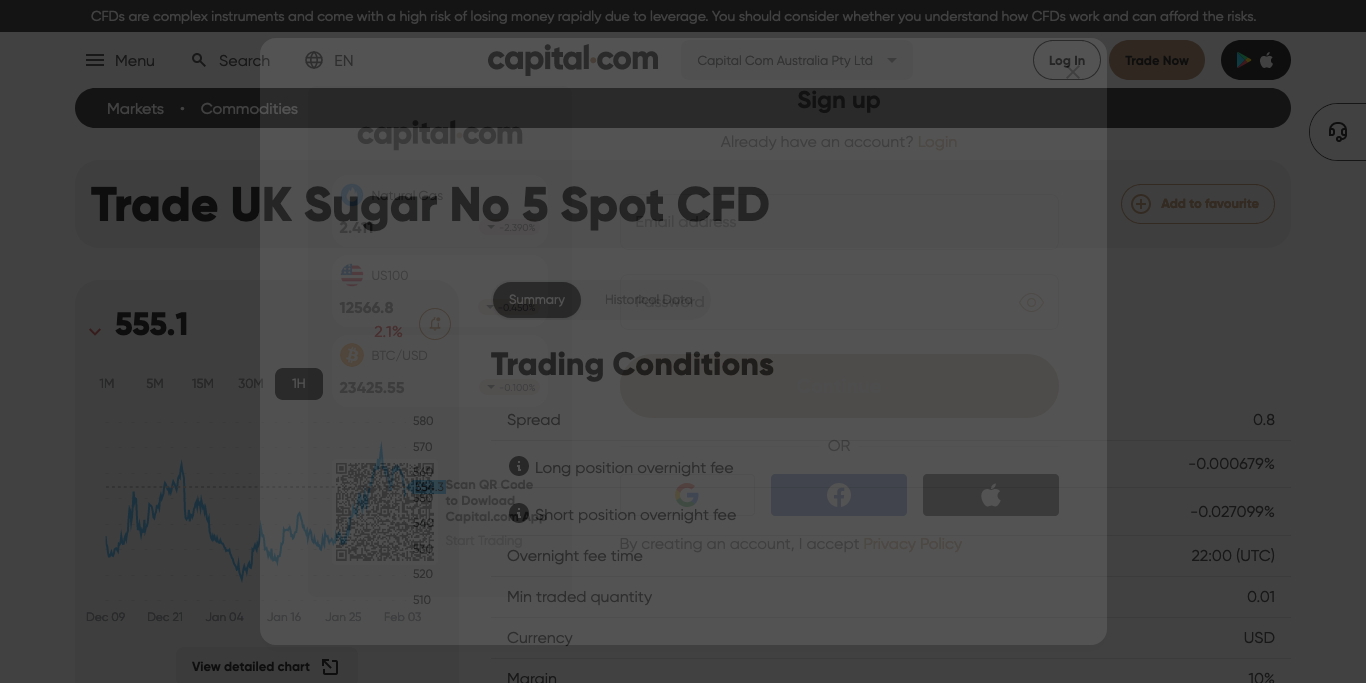 CFDs are complex instruments and come with a high risk of losing money rapidly due to leverage. You should consider whether you understand how CFDs work and can afford the risks.
Menu
Search
EN
capital.com
Capital Com Australia Pty Ltd
Log In
Trade Now
Markets • Commodities
Sign up
Already have an account? Login
capital.com
Trade UK Sugar No 5 Spot CFD
Add to favourite
Natural Gas
2.411
-2.390%
Email address
US100
12566.8
Password
Summary
Historical Data
555.1
2.1%
BTC/USD
23425.55
-0.100%
1M
5M
15M
30M
1H
Trading Conditions
580
570
540
530
520
510
Dec 09
Dec 21
Jan 04
Jan 16
Jan 25
Feb 03
Scan QR Code
to Dowload
Capital.com App
Start Trading
View detailed chart
Spread 0.8
OR
Long position overnight fee -0.000679%
Short position overnight fee -0.027099%
By creating an account, I accept Privacy Policy
Overnight fee time 22:00 (UTC)
Min traded quantity 0.01
Currency USD
Margin 10%